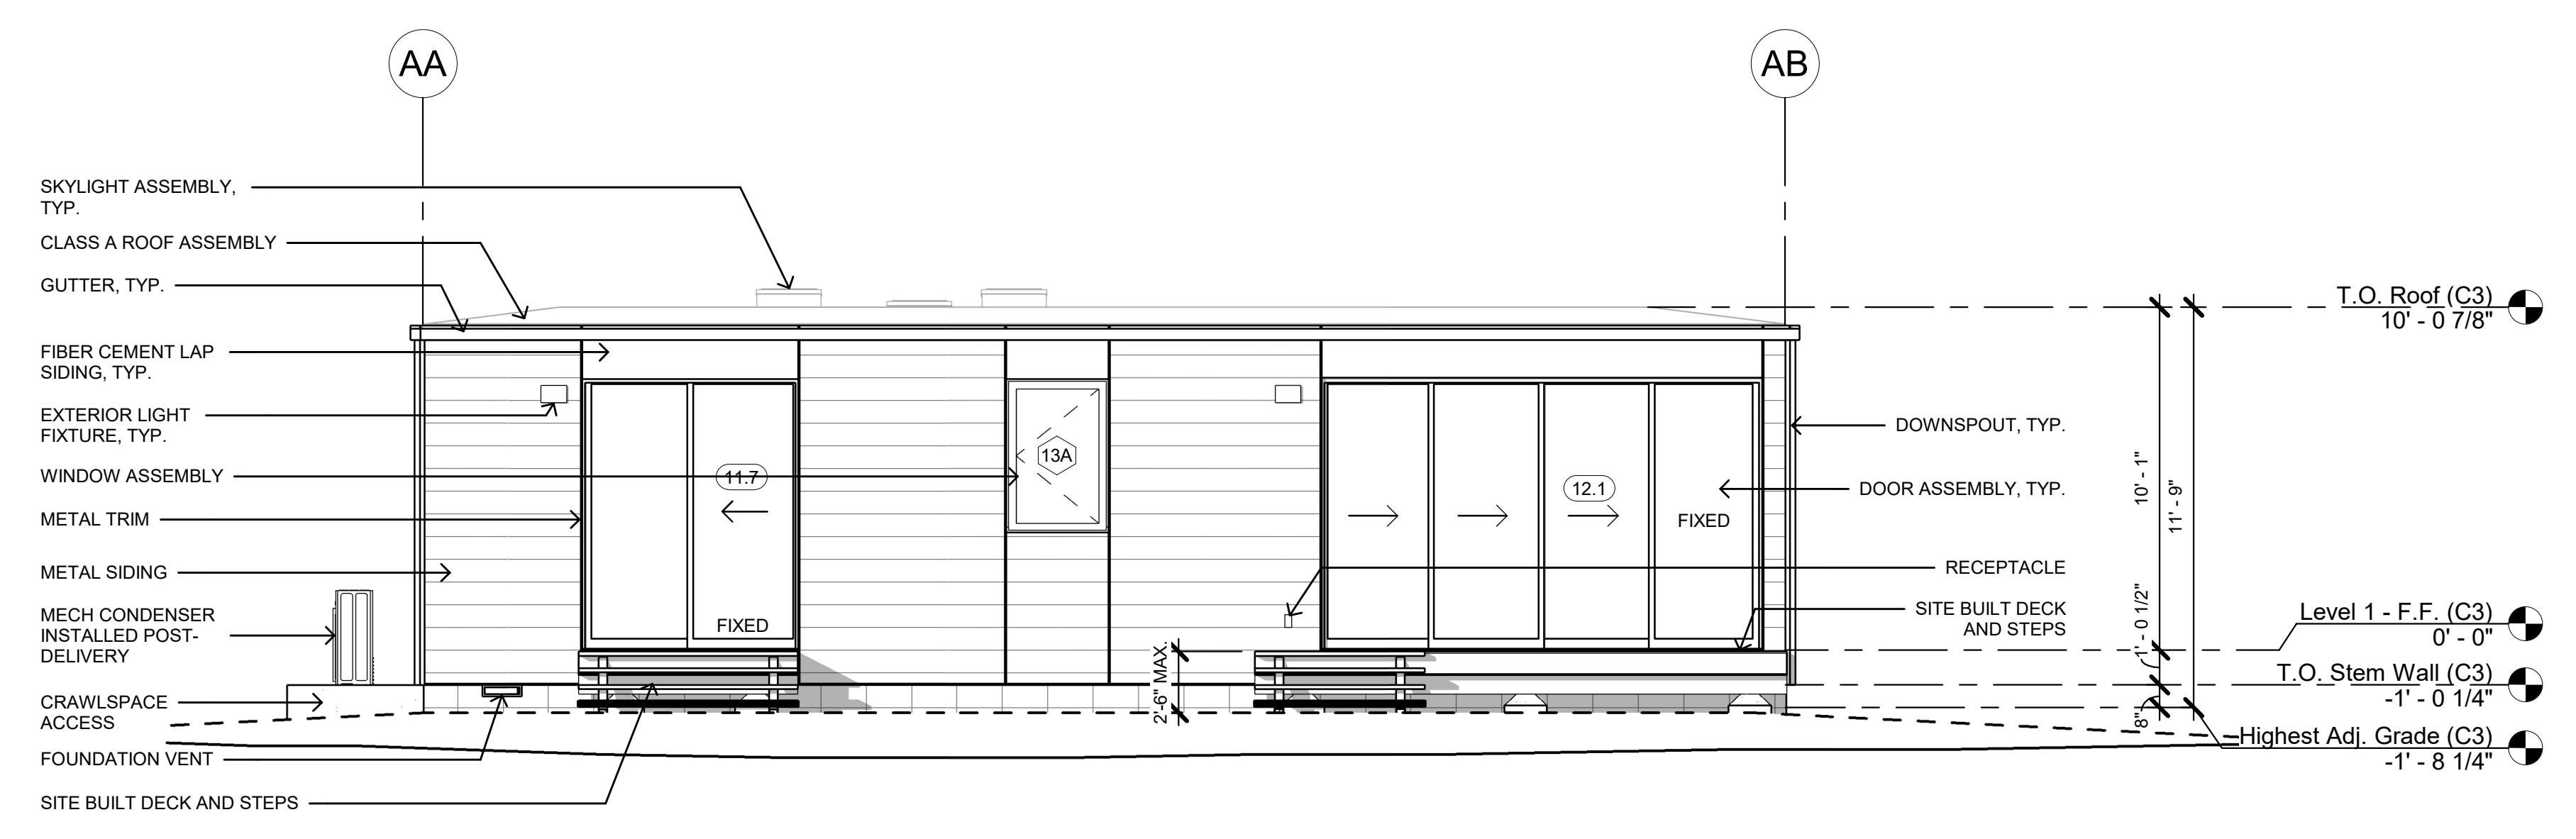 AA
AB
SKYLIGHT ASSEMBLY,
TYP.
CLASS A ROOF ASSEMBLY
GUTTER, TYP.
FIBER CEMENT LAP
SIDING, TYP.
EXTERIOR LIGHT
FIXTURE, TYP.
WINDOW ASSEMBLY
METAL TRIM
METAL SIDING
MECH CONDENSER
INSTALLED POST-
DELIVERY
CRAWLSPACE
ACCESS
FOUNDATION VENT
SITE BUILT DECK AND STEPS
11.7
FIXED
13A
12.1
FIXED
2'-6" MAX.
DOWNSPOUT, TYP.
DOOR ASSEMBLY, TYP.
RECEPTACLE
SITE BUILT DECK
AND STEPS
10' - 1"
11' - 9"
1' - 0 1/2"
8"
T.O. Roof (C3)
10' - 0 7/8"
Level 1 - F.F. (C3)
0' - 0"
T.O. Stem Wall (C3)
-1' - 0 1/4"
Highest Adj. Grade (C3)
-1' - 8 1/4"